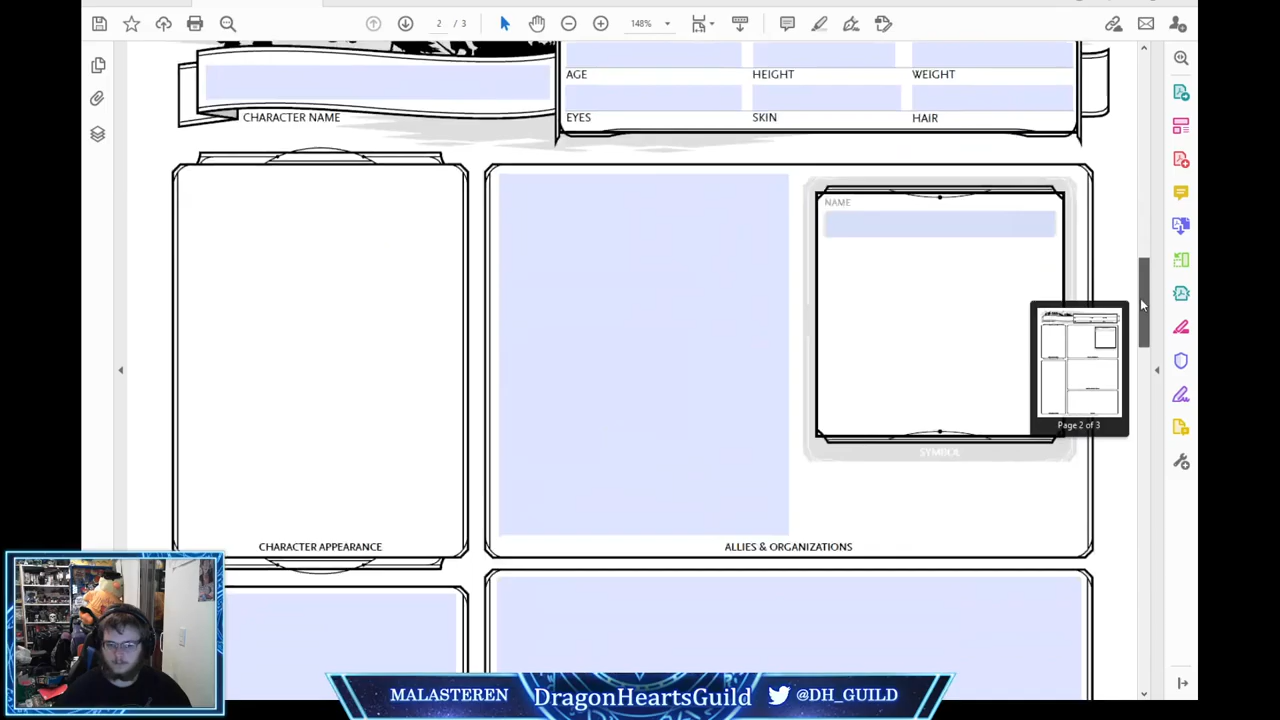 2 / 3
148%
AGE HEIGHT WEIGHT
CHARACTER NAME
EYES SKIN HAIR
NAME
SYMBOL
Page 2 of 3
CHARACTER APPEARANCE
ALLIES & ORGANIZATIONS
MALASTEREN DragonHeartsGuild @DH_GUILD